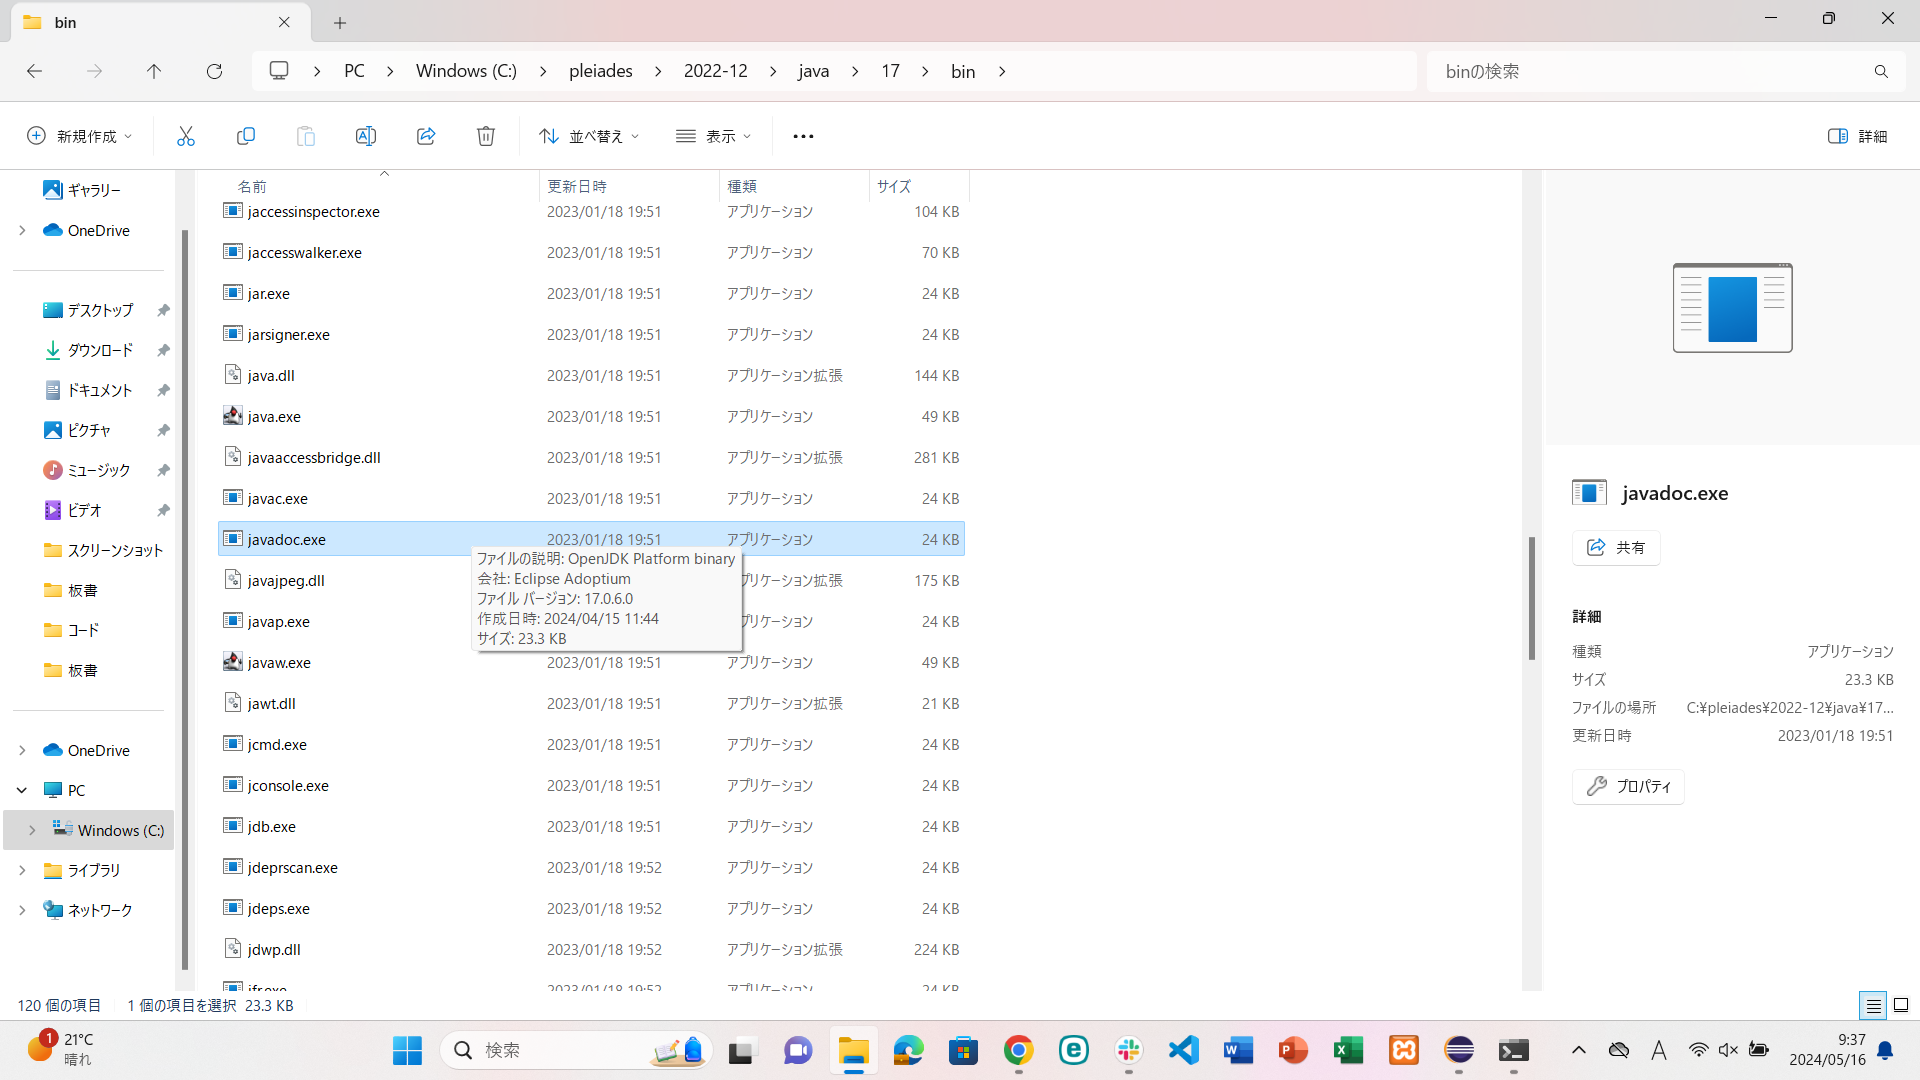 bin
PC Windows (C:) pleiades 2022-12 java 17 bin
binの検索
新規作成 並べ替え 表示 詳細
ギャラリー
OneDrive
デスクトップ
ダウンロード
ドキュメント
ピクチャ
ミュージック
ビデオ
スクリーンショット
板書
コード
板書
OneDrive
PC
Windows (C:)
ライブラリ
ネットワーク
名前 更新日時 種類 サイズ
jaccessinspector.exe 2023/01/18 19:51 アプリケーション 104 KB
jaccesswalker.exe 2023/01/18 19:51 アプリケーション 70 KB
jar.exe 2023/01/18 19:51 アプリケーション 24 KB
jarsigner.exe 2023/01/18 19:51 アプリケーション 24 KB
java.dll 2023/01/18 19:51 アプリケーション拡張 144 KB
java.exe 2023/01/18 19:51 アプリケーション 49 KB
javaaccessbridge.dll 2023/01/18 19:51 アプリケーション拡張 281 KB
javac.exe 2023/01/18 19:51 アプリケーション 24 KB
javadoc.exe 2023/01/18 19:51 アプリケーション 24 KB
ファイルの説明: OpenJDK Platform binary
会社: Eclipse Adoptium
ファイル バージョン: 17.0.6.0
作成日時: 2024/04/15 11:44
サイズ: 23.3 KB
javajpeg.dll プリケーション拡張 175 KB
javap.exe プリケーション 24 KB
javaw.exe 2023/01/18 19:51 アプリケーション 49 KB
jawt.dll 2023/01/18 19:51 アプリケーション拡張 21 KB
jcmd.exe 2023/01/18 19:51 アプリケーション 24 KB
jconsole.exe 2023/01/18 19:51 アプリケーション 24 KB
jdb.exe 2023/01/18 19:51 アプリケーション 24 KB
jdeprscan.exe 2023/01/18 19:52 アプリケーション 24 KB
jdeps.exe 2023/01/18 19:52 アプリケーション 24 KB
jdwp.dll 2023/01/18 19:52 アプリケーション拡張 224 KB
jfr.exe 2023/01/18 19:52 アプリケーション 24 KB
javadoc.exe
共有
詳細
種類 アプリケーション
サイズ 23.3 KB
ファイルの場所 C:¥pleiades¥2022-12¥java¥17...
更新日時 2023/01/18 19:51
プロパティ
120 個の項目 1 個の項目を選択 23.3 KB
1
21°C
晴れ
検索
A
9:37
2024/05/16